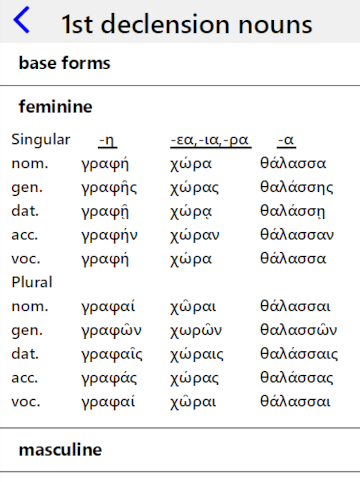 1st declension nouns
base forms
feminine
Singular -η -εα,-ια,-ρα -α
nom. γραφή χώρα θάλασσα
gen. γραφῆς χώρας θαλάσσης
dat. γραφῇ χώρᾳ θαλάσσῃ
acc. γραφήν χώραν θάλασσαν
voc. γραφή χώρα θάλασσα
Plural
nom. γραφαί χῶραι θάλασσαι
gen. γραφῶν χωρῶν θαλασσῶν
dat. γραφαῖς χώραις θαλάσσαις
acc. γραφάς χώρας θαλάσσας
voc. γραφαί χῶραι θάλασσαι
masculine